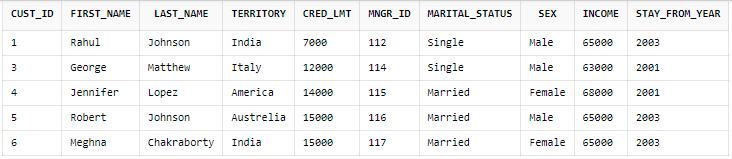 CUST_ID FIRST_NAME LAST_NAME TERRITORY CRED_LMT MNGR_ID MARITAL_STATUS SEX INCOME STAY_FROM_YEAR
1 Rahul Johnson India 7000 112 Single Male 65000 2003
3 George Matthew Italy 12000 114 Single Male 63000 2001
4 Jennifer Lopez America 14000 115 Married Female 68000 2001
5 Robert Johnson Austrelia 15000 116 Married Male 65000 2003
6 Meghna Chakraborty India 15000 117 Married Female 65000 2003